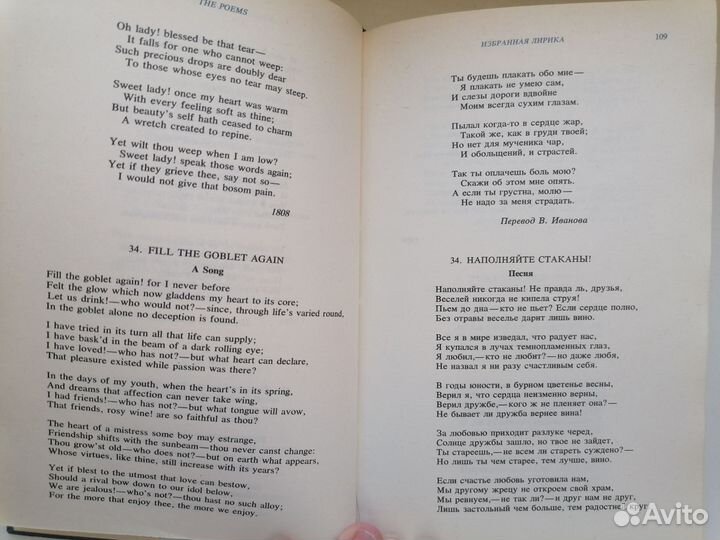 THE POEMS
Oh lady! blessed be that tear—
It falls for one who cannot weep:
Such precious drops are doubly dear
To those whose eyes no tear may steep.
Sweet lady! once my heart was warm
With every feeling soft as thine;
But beauty's self hath ceased to charm
A wretch created to repine.
Yet wilt thou weep when I am low?
Sweet lady! speak those words again;
Yet if they grieve thee, say not so—
I would not give that bosom pain.
1808
34. FILL THE GOBLET AGAIN
A Song
Fill the goblet again! for I never before
Felt the glow which now gladdens my heart to its core;
Let us drink!—who would not?—since, through life's varied round,
In the goblet alone no deception is found.
I have tried in its turn all that life can supply;
I have bask'd in the beam of a dark rolling eye;
I have loved!—who has not?—but what heart can declare,
That pleasure existed while passion was there?
In the days of my youth, when the heart's in its spring,
And dreams that affection can never take wing,
I had friends!—who has not?—but what tongue will avow,
That friends, rosy wine! are so faithful as thou?
The heart of a mistress some boy may estrange,
Friendship shifts with the sunbeam—thou never canst change:
Thou grow'st old—who does not?—but on earth what appears,
Whose virtues, like thine, still increase with its years?
Yet if blest to the utmost that love can bestow,
Should a rival bow down to our idol below,
We are jealous!—who's not?—thou hast no such alloy;
For the more that enjoy thee, the more we enjoy.
ИЗБРАННАЯ ЛИРИКА
109
Ты будешь плакать обо мне—
Я плакать не умею сам,
И слезы дороги вдвойне
Моим всегда сухим глазам.
Пылал когда-то в сердце жар,
Такой же, как в груди твоей;
Но нет для мученика чар,
И обольщений, и страстей.
Так ты оплачешь боль мою?
Скажи об этом мне опять.
А если ты грустна, молю—
Не надо за меня страдать.
Перевод В. Иванова
34. НАПОЛНЯЙТЕ СТАКАНЫ!
Песня
Наполняйте стаканы! Не правда ль, друзья,
Веселей никогда не кипела струя!
Пьем до дна—кто не пьет? Если сердце полно,
Без отравы веселье дарит лишь вино.
Все я в мире изведал, что радует нас,
Я купался в лучах темнопламенных глаз,
Я любил,—кто не любит?—но даже любя,
Не назвал я ни разу счастливым себя.
В годы юности, в бурном цветенье весны,
Верил я, что сердца неизменно верны,
Верил дружбе,—кого ж не пленяет она?—
Но бывает ли дружба вернее вина!
За любовью приходит разлуке черед,
Солнце дружбы зашло, но твое не зайдет,
Ты стареешь,—не всем ли стареть суждено?—
Но лишь ты чем старее, тем лучше, вино.
Если счастье любовь уготовила нам,
Мы другому жрецу не откроем свой храм,
Мы ревнуем,—не так ли?—и друг нам не друг,
Лишь застольный чем больше, тем радостней круг.
Avito